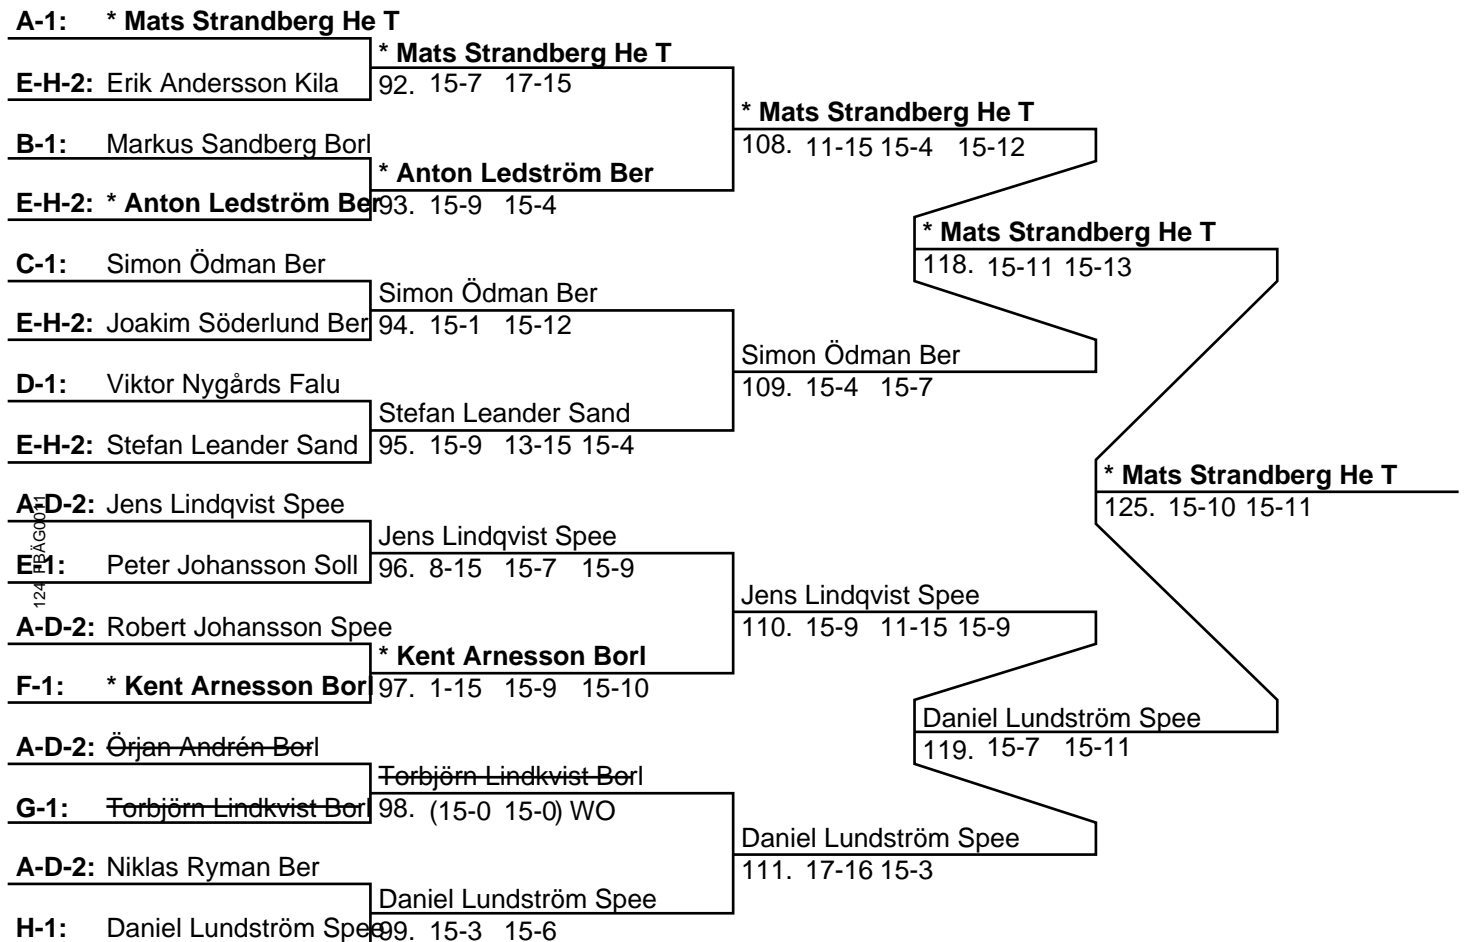 A-1: * Mats Strandberg He T
* Mats Strandberg He T
E-H-2: Erik Andersson Kila
92. 15-7 17-15
* Mats Strandberg He T
108. 11-15 15-4 15-12
B-1: Markus Sandberg Borl
* Anton Ledström Ber
E-H-2: * Anton Ledström Ber
93. 15-9 15-4
* Mats Strandberg He T
118. 15-11 15-13
C-1: Simon Ödman Ber
Simon Ödman Ber
E-H-2: Joakim Söderlund Ber
94. 15-1 15-12
Simon Ödman Ber
109. 15-4 15-7
D-1: Viktor Nygårds Falu
Stefan Leander Sand
E-H-2: Stefan Leander Sand
95. 15-9 13-15 15-4
* Mats Strandberg He T
125. 15-10 15-11
A-D-2: Jens Lindqvist Spee
Jens Lindqvist Spee
E-1: Peter Johansson Soll
96. 8-15 15-7 15-9
Jens Lindqvist Spee
110. 15-9 11-15 15-9
A-D-2: Robert Johansson Spee
* Kent Arnesson Borl
F-1: * Kent Arnesson Borl
97. 1-15 15-9 15-10
Daniel Lundström Spee
119. 15-7 15-11
A-D-2: Örjan Andrén Borl
Torbjörn Lindkvist Borl
G-1: Torbjörn Lindkvist Borl
98. (15-0 15-0) WO
Daniel Lundström Spee
111. 17-16 15-3
A-D-2: Niklas Ryman Ber
Daniel Lundström Spee
H-1: Daniel Lundström Spee
99. 15-3 15-6